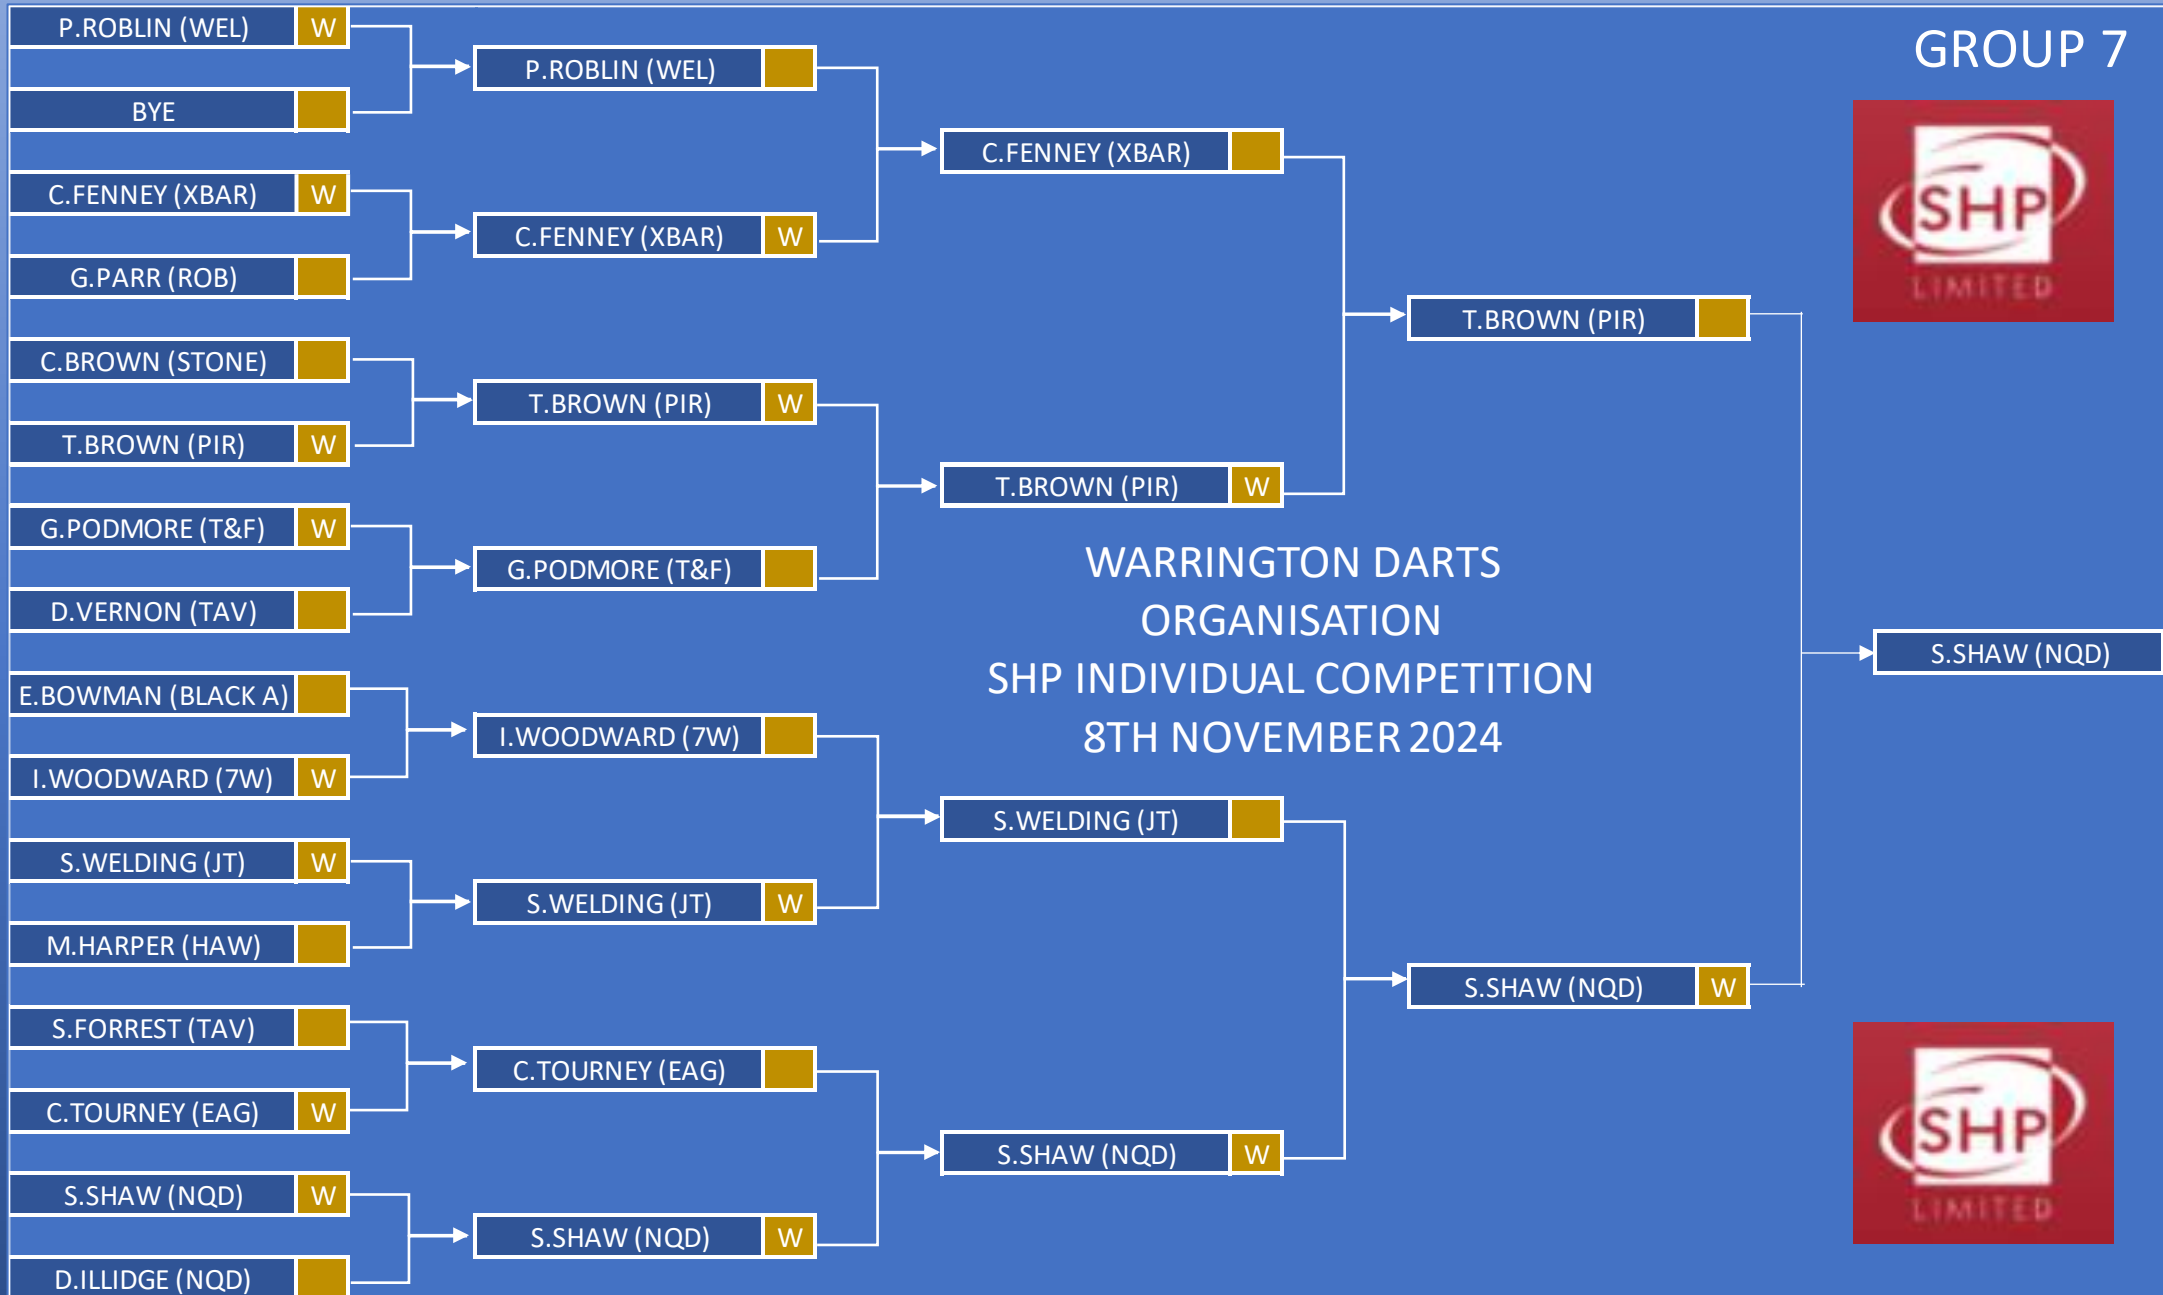 GROUP 7
SHP
LIMITED
P.ROBLIN (WEL) W
BYE
C.FENNEY (XBAR) W
G.PARR (ROB)
C.BROWN (STONE)
T.BROWN (PIR) W
G.PODMORE (T&F) W
D.VERNON (TAV)
E.BOWMAN (BLACK A)
I.WOODWARD (7W) W
S.WELDING (JT) W
M.HARPER (HAW)
S.FORREST (TAV)
C.TOURNEY (EAG) W
S.SHAW (NQD) W
D.ILLIDGE (NQD)
P.ROBLIN (WEL)
C.FENNEY (XBAR) W
T.BROWN (PIR) W
G.PODMORE (T&F)
I.WOODWARD (7W)
S.WELDING (JT) W
C.TOURNEY (EAG)
S.SHAW (NQD) W
C.FENNEY (XBAR)
T.BROWN (PIR) W
S.WELDING (JT)
S.SHAW (NQD) W
T.BROWN (PIR)
S.SHAW (NQD) W
S.SHAW (NQD)
WARRINGTON DARTS
ORGANISATION
SHP INDIVIDUAL COMPETITION
8TH NOVEMBER 2024
SHP
LIMITED